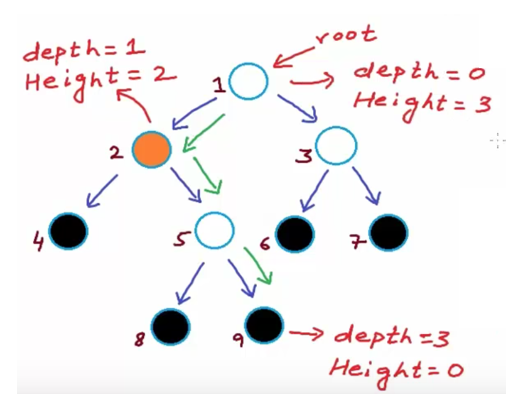 root
depth=1
Height=2
1
depth=0
Height=3
2
3
4
5
6
7
8
9
depth=3
Height=0